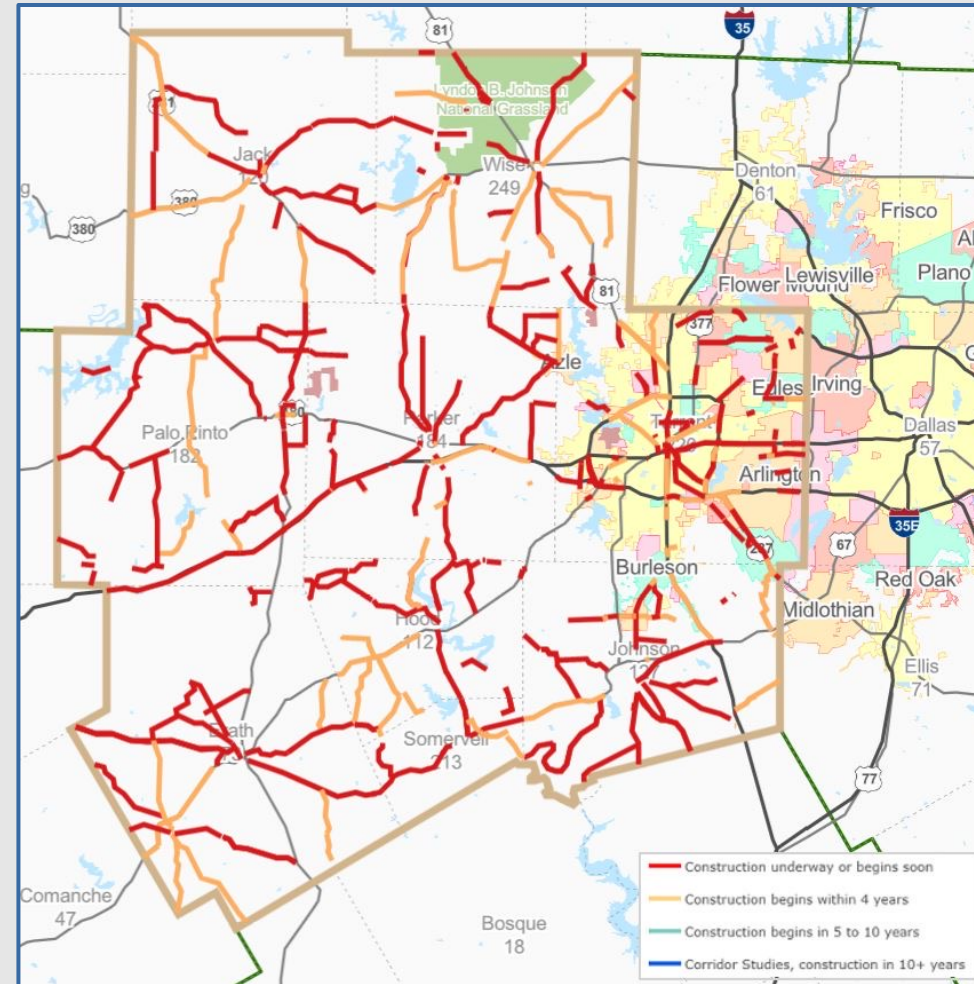 81
35
Lyndon B. Johnson
National Grassland
Jack
Wise
249
Denton
61
380
380
Frisco
Lewisville
Flower Mound
Plano
81
377
Azle
Eules
Irving
Parker
184
Palo Pinto
182
Tarrant
Dallas
57
Arlington
35E
287
67
Burleson
Red Oak
Midlothian
Hood
112
Johnson
Ellis
71
Erath
Somervell
213
77
Comanche
47
Bosque
18
Construction underway or begins soon
Construction begins within 4 years
Construction begins in 5 to 10 years
Corridor Studies, construction in 10+ years